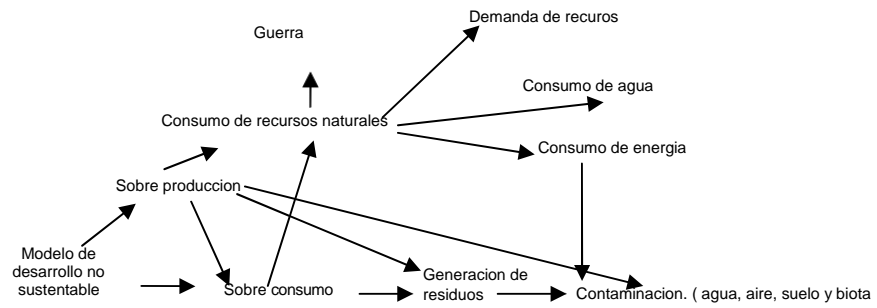 Demanda de recuros
Guerra
Consumo de agua
Consumo de recursos naturales
Consumo de energia
Sobre produccion
Modelo de
desarrollo no
sustentable
Sobre consumo
Generacion de
residuos
Contaminacion. ( agua, aire, suelo y biota